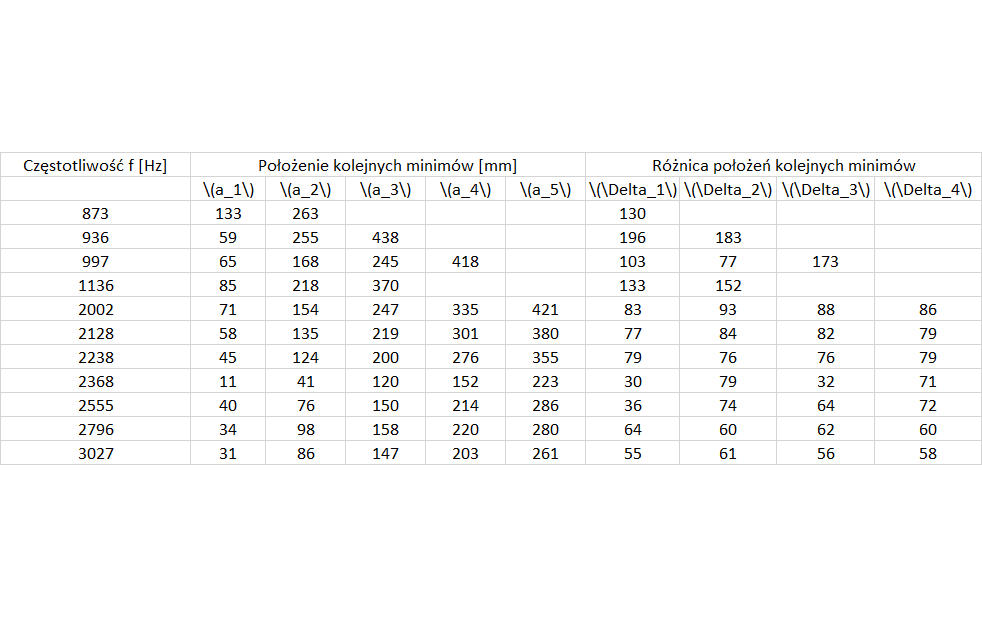 Częstotliwość f [Hz] Położenie kolejnych minimów [mm] Różnica położeń kolejnych minimów
\(a_1\) \(a_2\) \(a_3\) \(a_4\) \(a_5\) \(\Delta_1\) \(\Delta_2\) \(\Delta_3\) \(\Delta_4\)
873 133 263 130
936 59 255 438 196 183
997 65 168 245 418 103 77 173
1136 85 218 370 133 152
2002 71 154 247 335 421 83 93 88 86
2128 58 135 219 301 380 77 84 82 79
2238 45 124 200 276 355 79 76 76 79
2368 11 41 120 152 223 30 79 32 71
2555 40 76 150 214 286 36 74 64 72
2796 34 98 158 220 280 64 60 62 60
3027 31 86 147 203 261 55 61 56 58